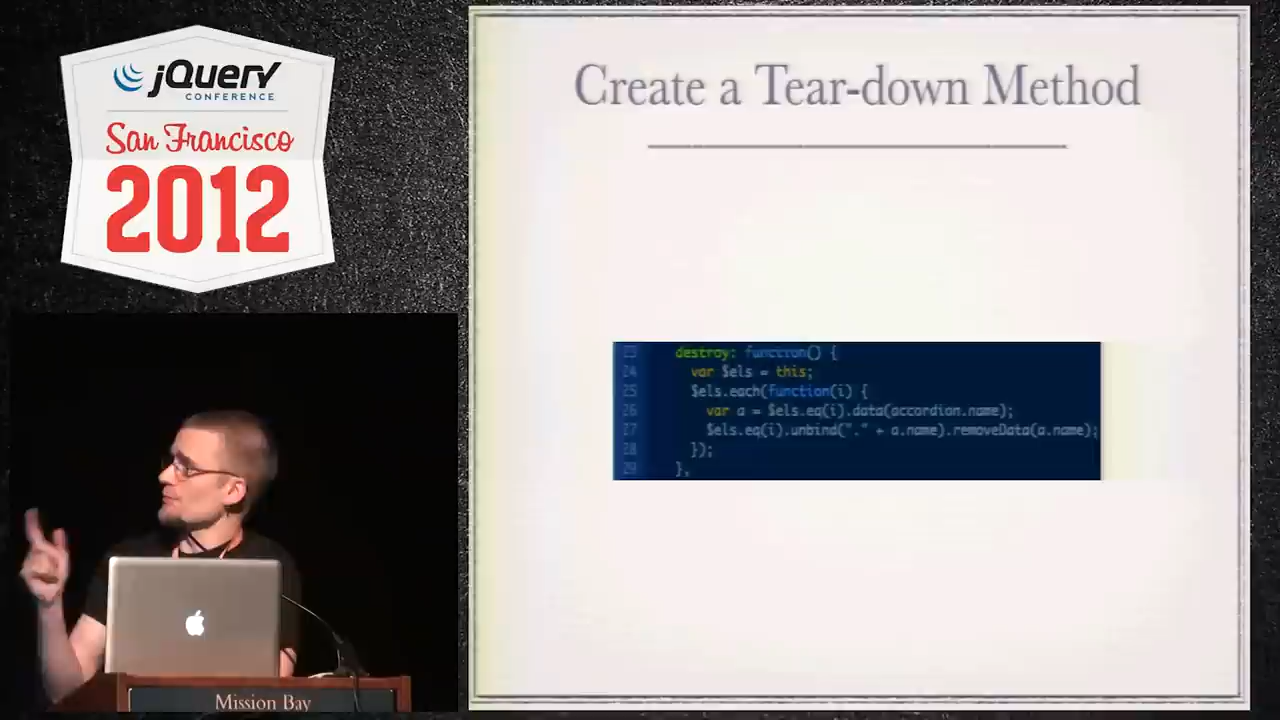 jQuery
CONFERENCE
San Francisco
2012
Create a Tear-down Method
23 destroy: function() {
24 var $els = this;
25 $els.each(function(i) {
26 var a = $els.eq(i).data(accordion.name);
27 $els.eq(i).unbind("." + a.name).removeData(a.name);
28 });
29 },
Mission Bay